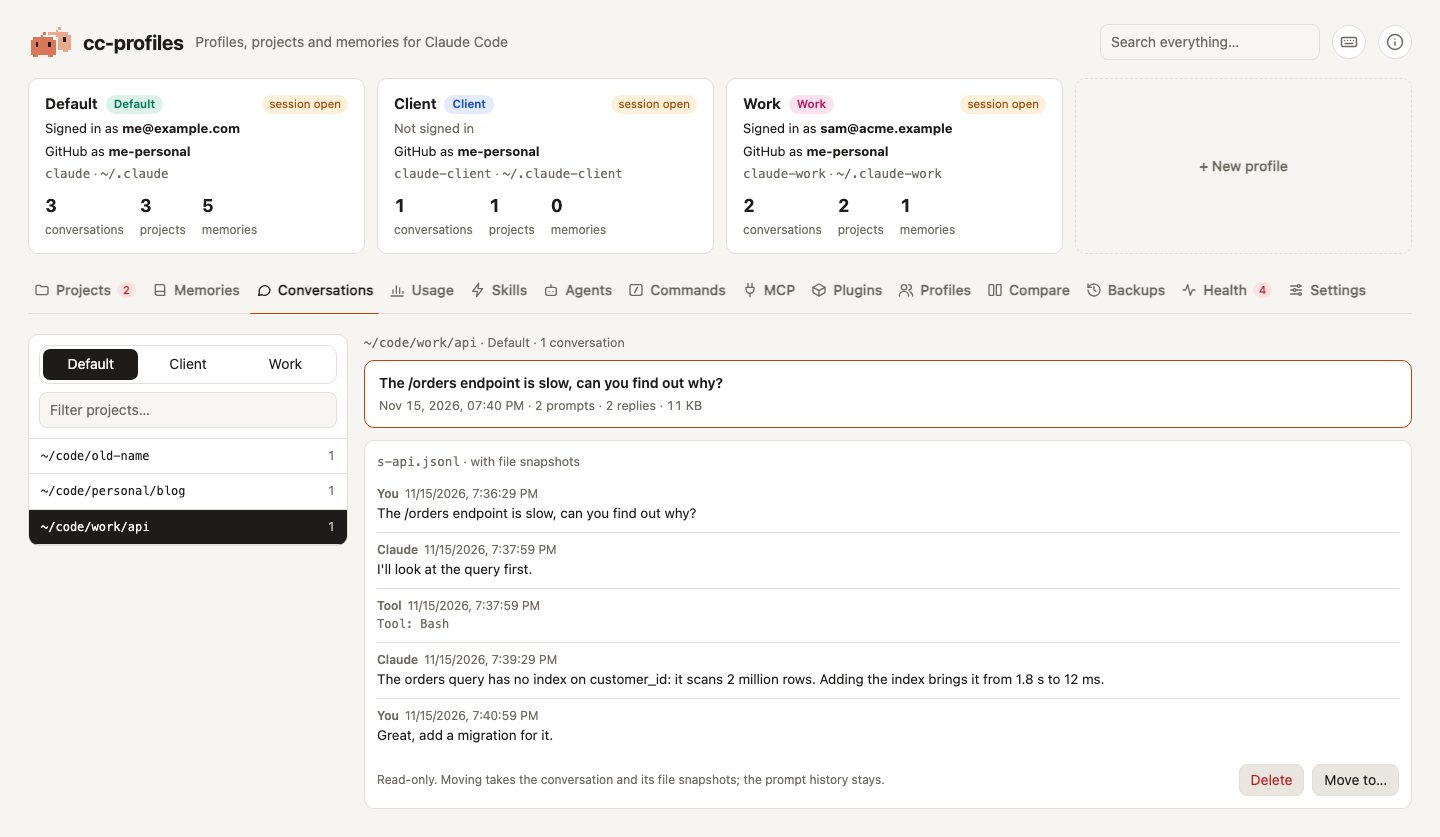 cc-profiles Profiles, projects and memories for Claude Code Search everything...
Default Default session open
Signed in as me@example.com
GitHub as me-personal
claude · ~/.claude
3 3 5
conversations projects memories
Client Client session open
Not signed in
GitHub as me-personal
claude-client · ~/.claude-client
1 1 0
conversations projects memories
Work Work session open
Signed in as sam@acme.example
GitHub as me-personal
claude-work · ~/.claude-work
2 2 1
conversations projects memories
+ New profile
Projects 2 Memories Conversations Usage Skills Agents Commands MCP Plugins Profiles Compare Backups Health 4 Settings
Default Client Work
Filter projects...
~/code/old-name 1
~/code/personal/blog 1
~/code/work/api 1
~/code/work/api · Default · 1 conversation
The /orders endpoint is slow, can you find out why?
Nov 15, 2026, 07:40 PM · 2 prompts · 2 replies · 11 KB
s-api.jsonl · with file snapshots
You 11/15/2026, 7:36:29 PM
The /orders endpoint is slow, can you find out why?
Claude 11/15/2026, 7:37:59 PM
I'll look at the query first.
Tool 11/15/2026, 7:37:59 PM
Tool: Bash
Claude 11/15/2026, 7:39:29 PM
The orders query has no index on customer_id: it scans 2 million rows. Adding the index brings it from 1.8 s to 12 ms.
You 11/15/2026, 7:40:59 PM
Great, add a migration for it.
Read-only. Moving takes the conversation and its file snapshots; the prompt history stays. Delete Move to...